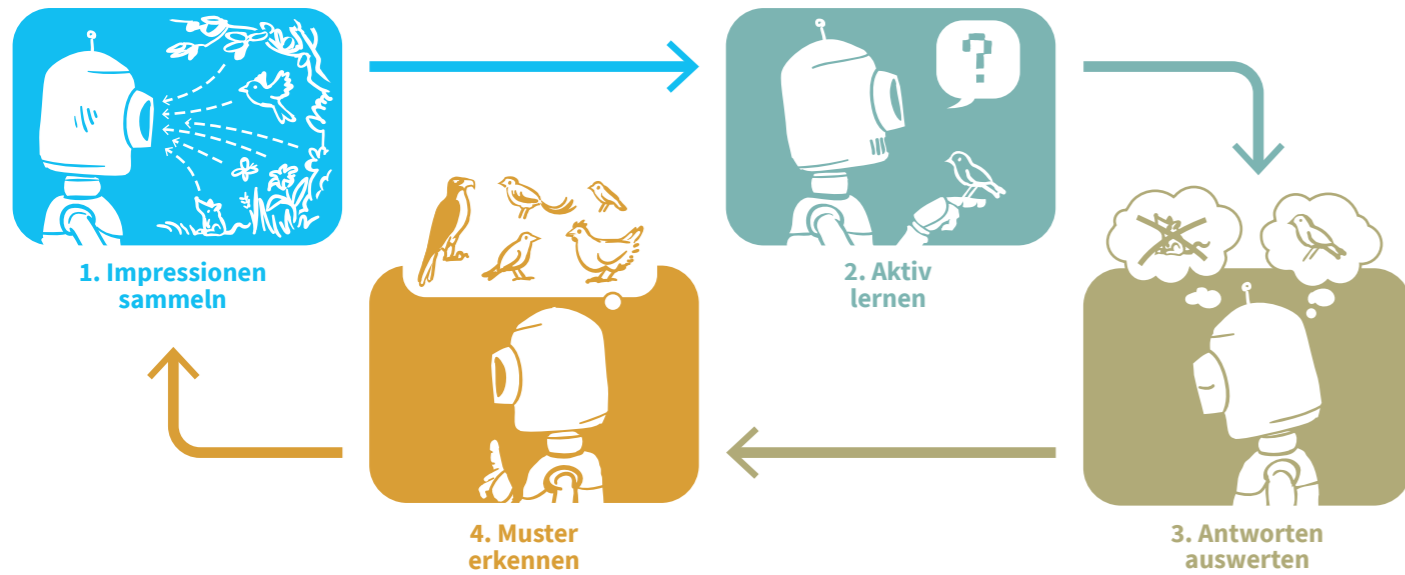 ?
1. Impressionen
sammeln
2. Aktiv
lernen
3. Antworten
auswerten
4. Muster
erkennen